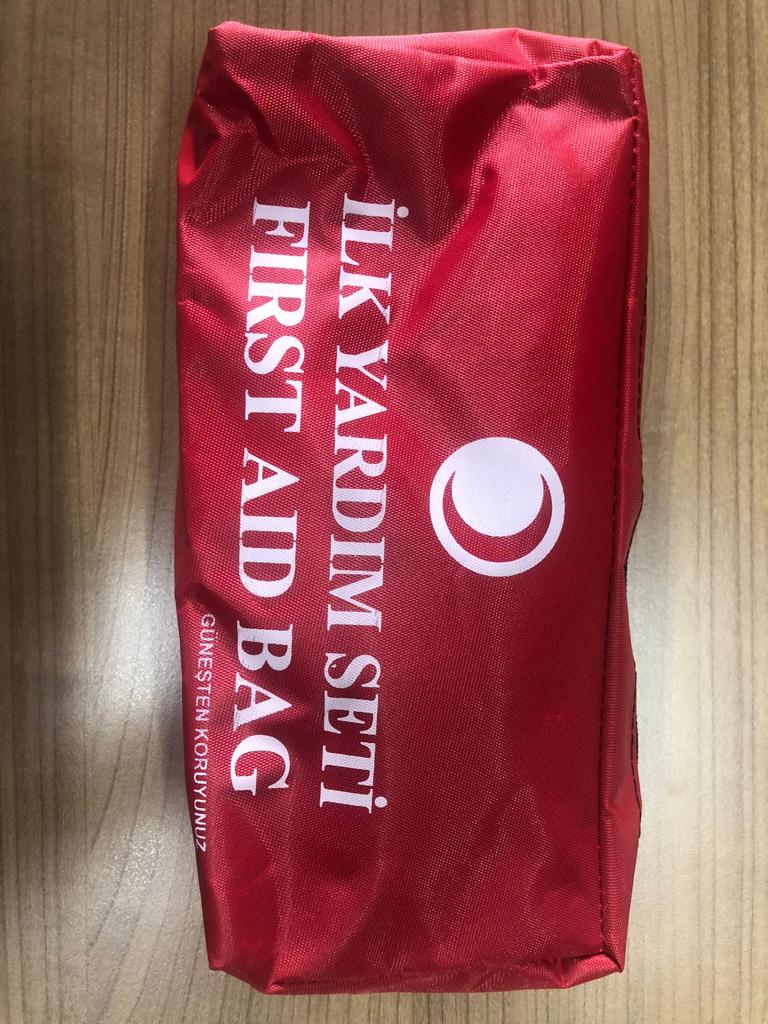 İLK YARDIM SETİ
FIRST AID BAG
GÜNEŞTEN KORUYUNUZ